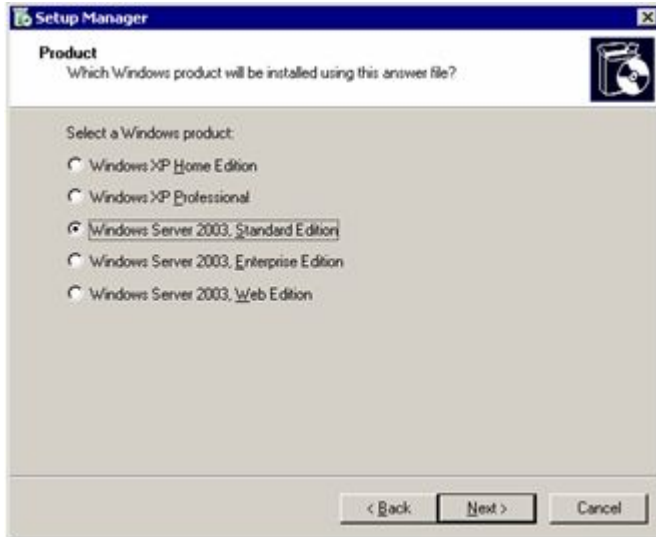 Setup Manager
Product
Which Windows product will be installed using this answer file?
Select a Windows product:
Windows XP Home Edition
Windows XP Professional
Windows Server 2003, Standard Edition
Windows Server 2003, Enterprise Edition
Windows Server 2003, Web Edition
< Back Next > Cancel